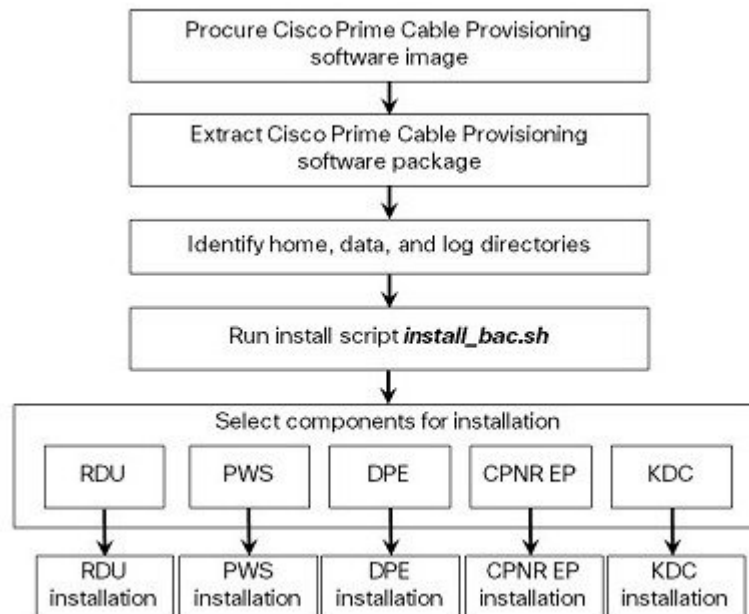 Procure Cisco Prime Cable Provisioning
software image
Extract Cisco Prime Cable Provisioning
software package
Identify home, data, and log directories
Run install script install_bac.sh
Select components for installation
RDU
PWS
DPE
CPNR EP
KDC
RDU
installation
PWS
installation
DPE
installation
CPNR EP
installation
KDC
installation